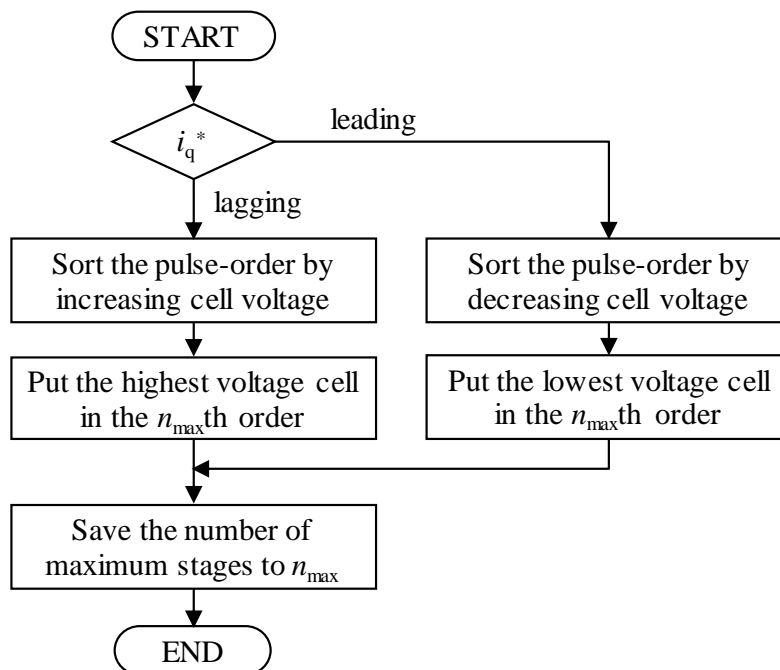 START
i_q*
leading
lagging
Sort the pulse-order by
increasing cell voltage
Sort the pulse-order by
decreasing cell voltage
Put the highest voltage cell
in the n_max th order
Put the lowest voltage cell
in the n_max th order
Save the number of
maximum stages to n_max
END